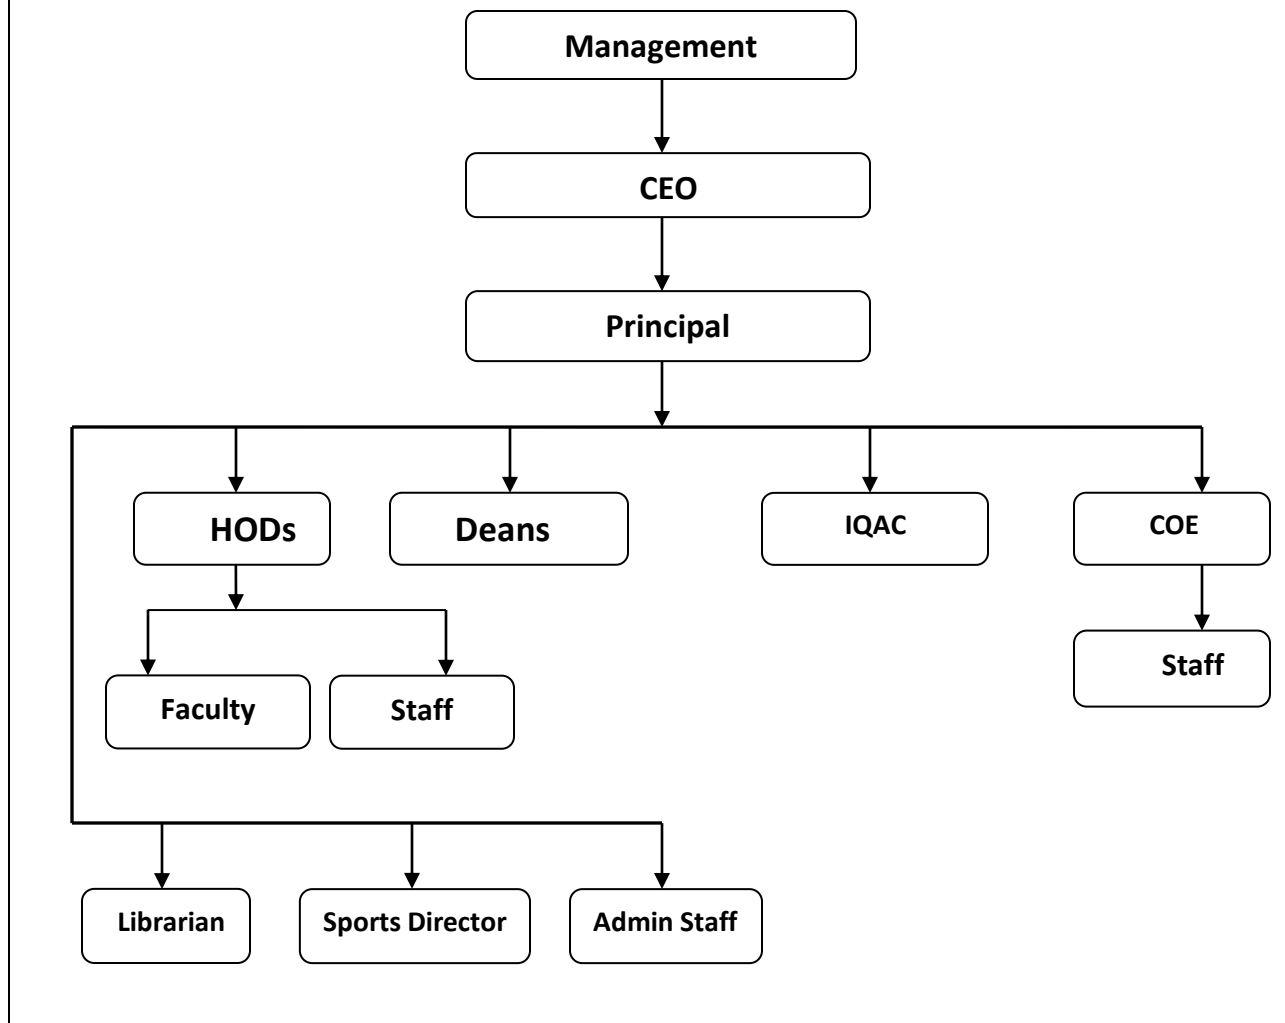 Management
CEO
Principal
HODs
Deans
IQAC
COE
Staff
Faculty
Staff
Librarian
Sports Director
Admin Staff